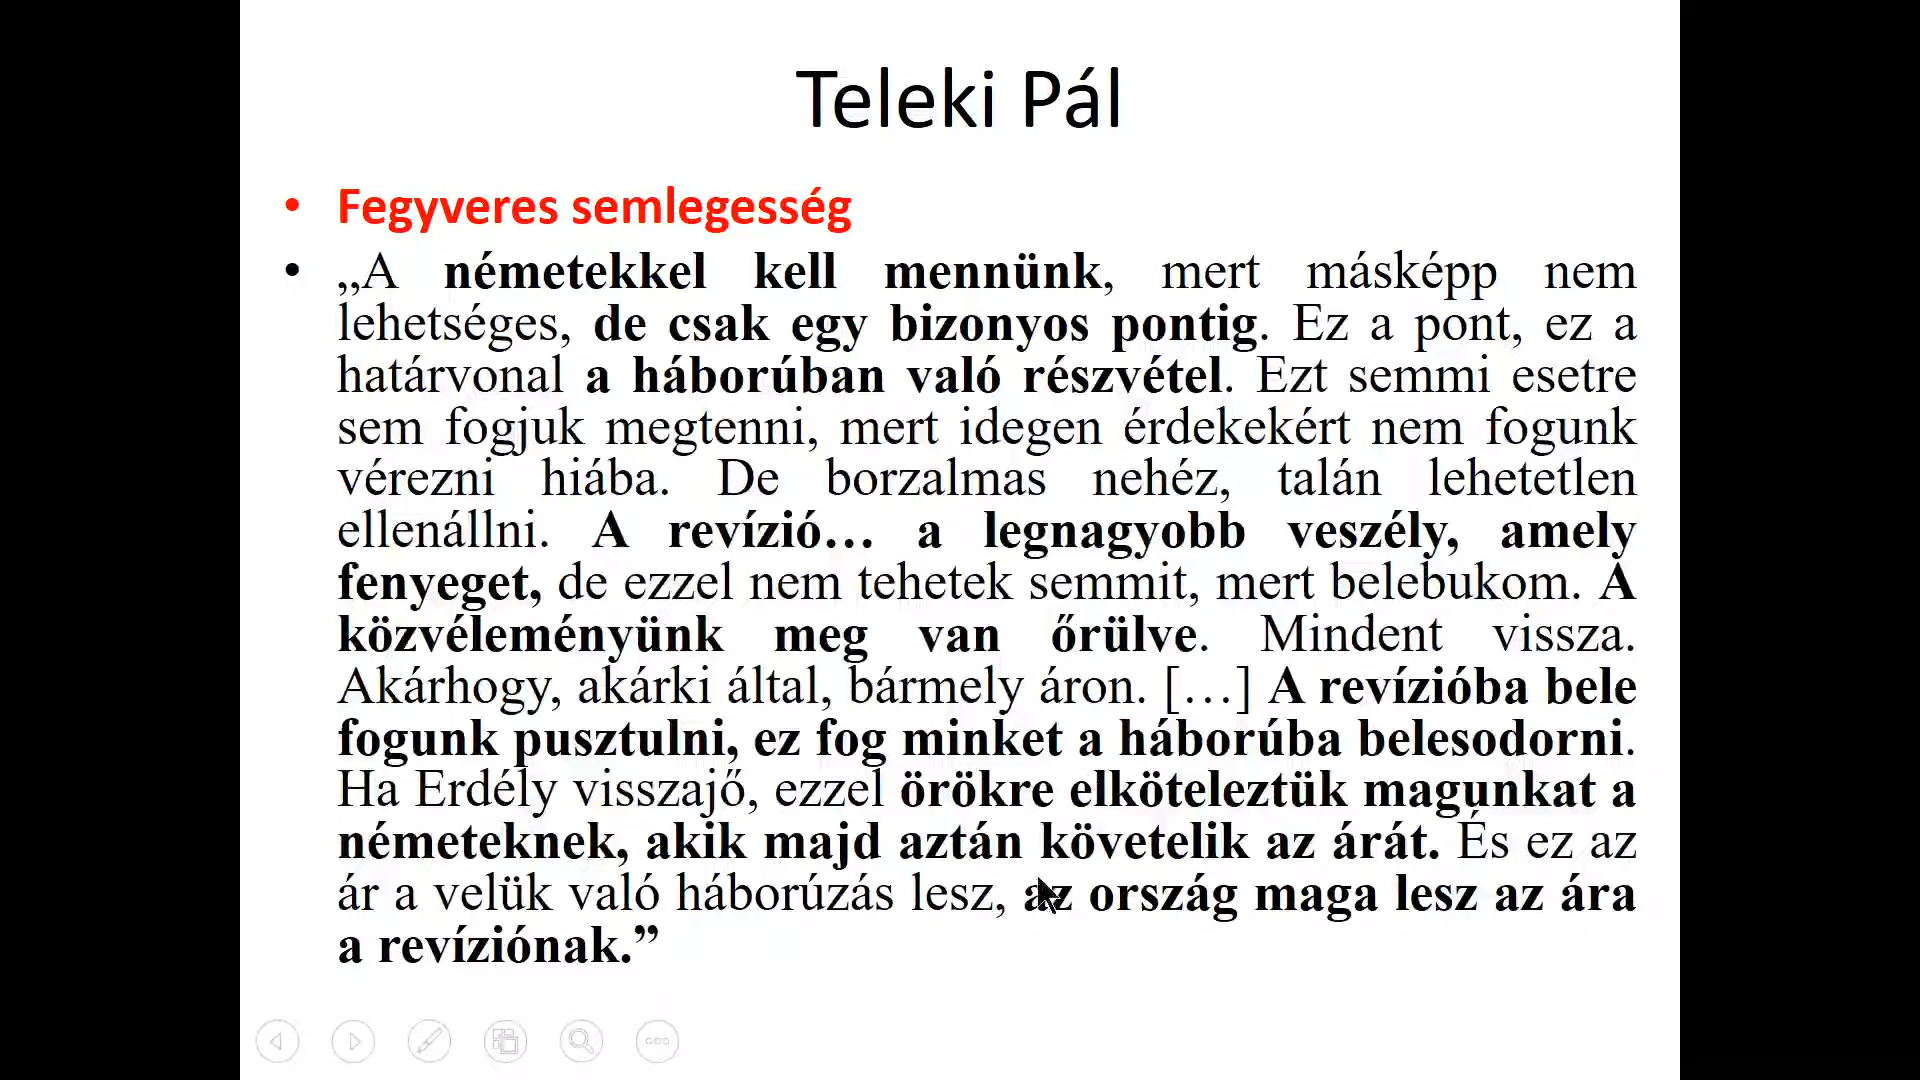 Teleki Pál
• Fegyveres semlegesség
• „A németekkel kell mennünk, mert másképp nem
lehetséges, de csak egy bizonyos pontig. Ez a pont, ez a
határvonal a háborúban való részvétel. Ezt semmi esetre
sem fogjuk megtenni, mert idegen érdekekért nem fogunk
vérezni hiába. De borzalmas nehéz, talán lehetetlen
ellenállni. A revízió… a legnagyobb veszély, amely
fenyeget, de ezzel nem tehetek semmit, mert belebukom. A
közvéleményünk meg van őrülve. Mindent vissza.
Akárhogy, akárki által, bármely áron. […] A revízióba bele
fogunk pusztulni, ez fog minket a háborúba belesodorni.
Ha Erdély visszajő, ezzel örökre elköteleztük magunkat a
németeknek, akik majd aztán követelik az árát. És ez az
ár a velük való háborúzás lesz, az ország maga lesz az ára
a revíziónak.”